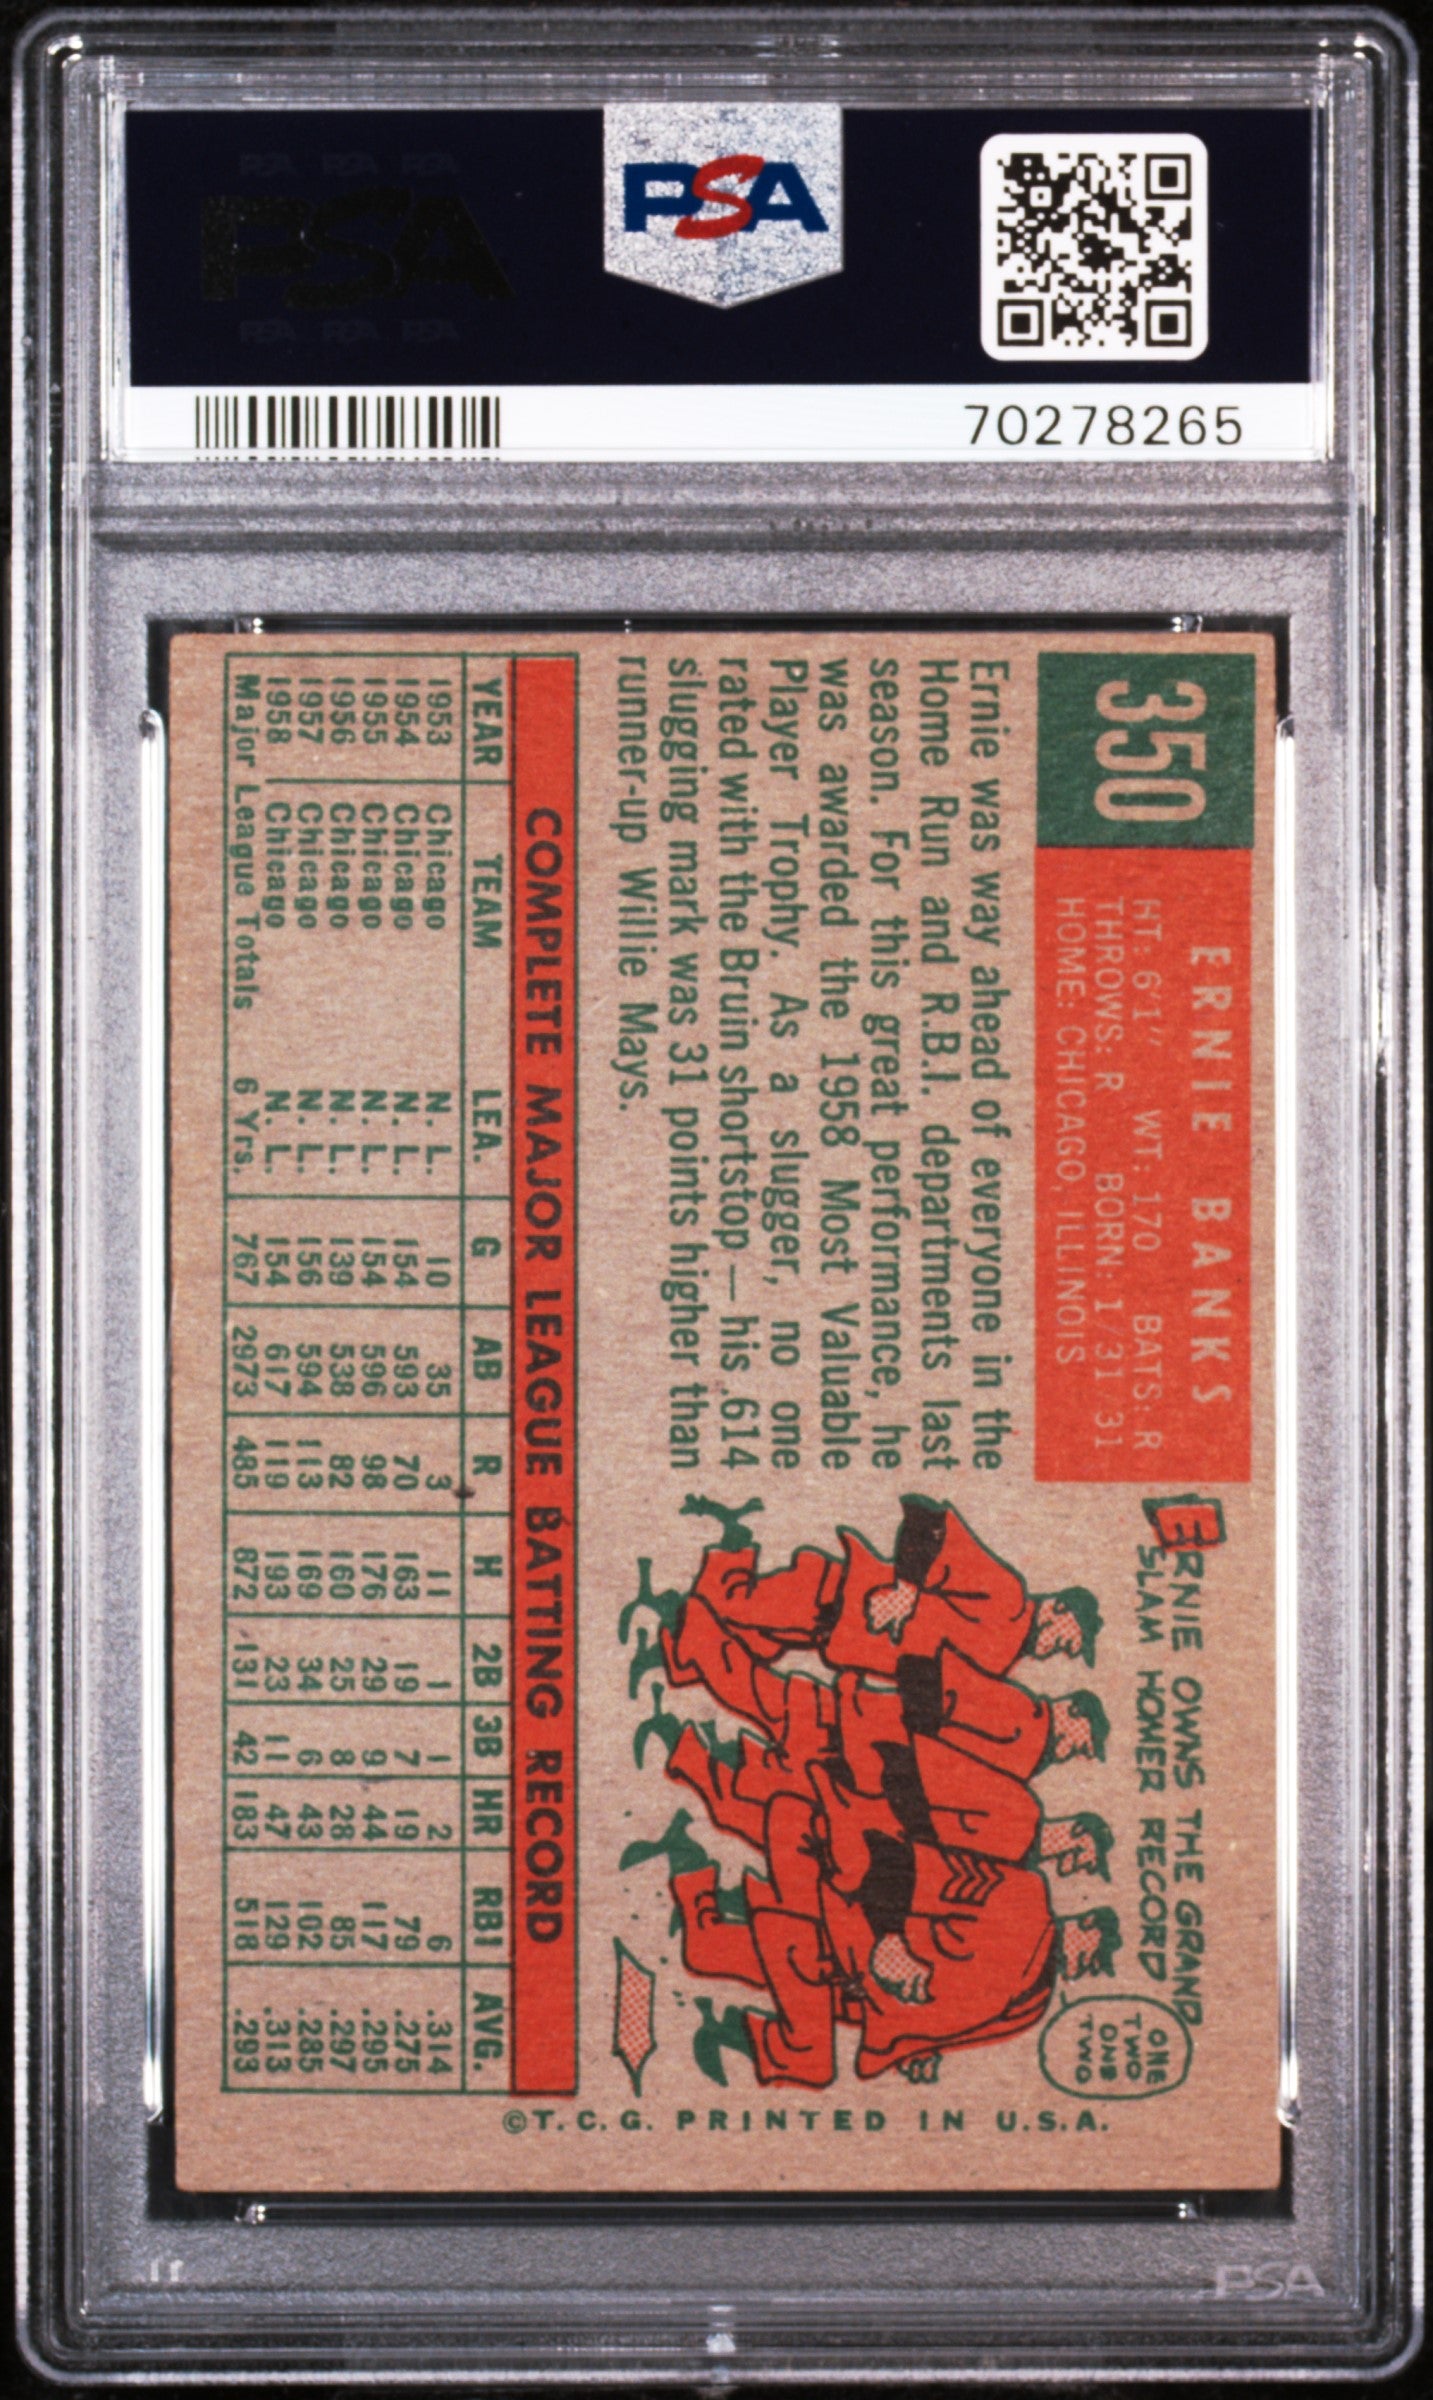 PSA PSA PSA
PSA
PSA PSA PSA
PSA
70278265
350
ERNIE BANKS
HT: 6'1" WT: 170 BATS: R
THROWS: R BORN: 1/31/31
HOME: CHICAGO, ILLINOIS
Ernie was way ahead of everyone in the
Home Run and R.B.I. departments last
season. For this great performance, he
was awarded the 1958 Most Valuable
Player Trophy. As a slugger, no one
rated with the Bruin shortstop — his .614
slugging mark was 31 points higher than
runner-up Willie Mays.
ERNIE OWNS THE GRAND
SLAM HOMER RECORD
ONE
TWO
ONE
TWO
COMPLETE MAJOR LEAGUE BATTING RECORD
YEAR TEAM LEA. G AB R H 2B 3B HR RBI AVG.
1953 Chicago N. L. 10 35 3 11 1 1 2 6 .314
1954 Chicago N. L. 154 593 70 163 19 7 19 79 .275
1955 Chicago N. L. 154 596 98 176 29 9 44 117 .295
1956 Chicago N. L. 139 538 82 160 25 8 28 85 .297
1957 Chicago N. L. 156 594 113 169 34 6 43 102 .285
1958 Chicago N. L. 154 617 119 193 23 11 47 129 .313
Major League Totals 6 Yrs. 767 2973 485 872 131 42 183 518 .293
©T. C. G. PRINTED IN U.S.A.
PSA